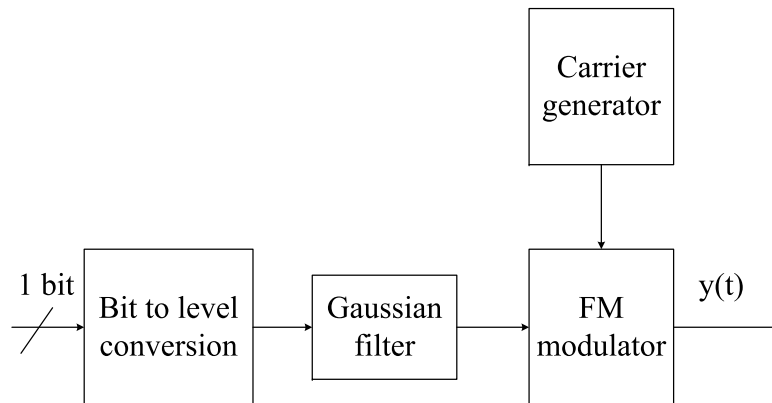 Carrier
generator
1 bit
Bit to level
conversion
Gaussian
filter
FM
modulator
y(t)